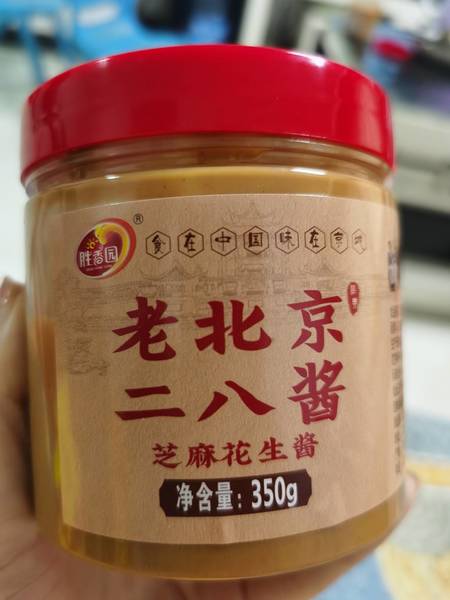 胜香园
®
食在中国味在京城
老北京
二八酱
芝麻花生酱
净含量：350g